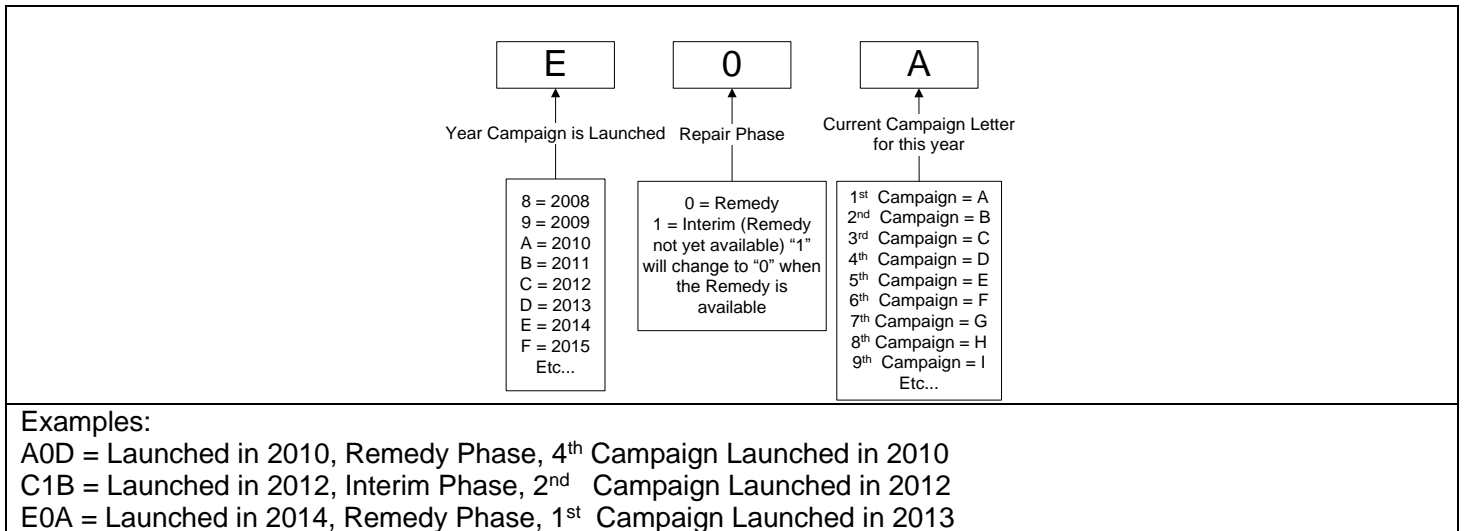 E 0 A
Year Campaign is Launched
Repair Phase
Current Campaign Letter
for this year
8 = 2008
9 = 2009
A = 2010
B = 2011
C = 2012
D = 2013
E = 2014
F = 2015
Etc...
0 = Remedy
1 = Interim (Remedy
not yet available) “1”
will change to “0” when
the Remedy is
available
1st Campaign = A
2nd Campaign = B
3rd Campaign = C
4th Campaign = D
5th Campaign = E
6th Campaign = F
7th Campaign = G
8th Campaign = H
9th Campaign = I
Etc...
Examples:
A0D = Launched in 2010, Remedy Phase, 4th Campaign Launched in 2010
C1B = Launched in 2012, Interim Phase, 2nd Campaign Launched in 2012
E0A = Launched in 2014, Remedy Phase, 1st Campaign Launched in 2013